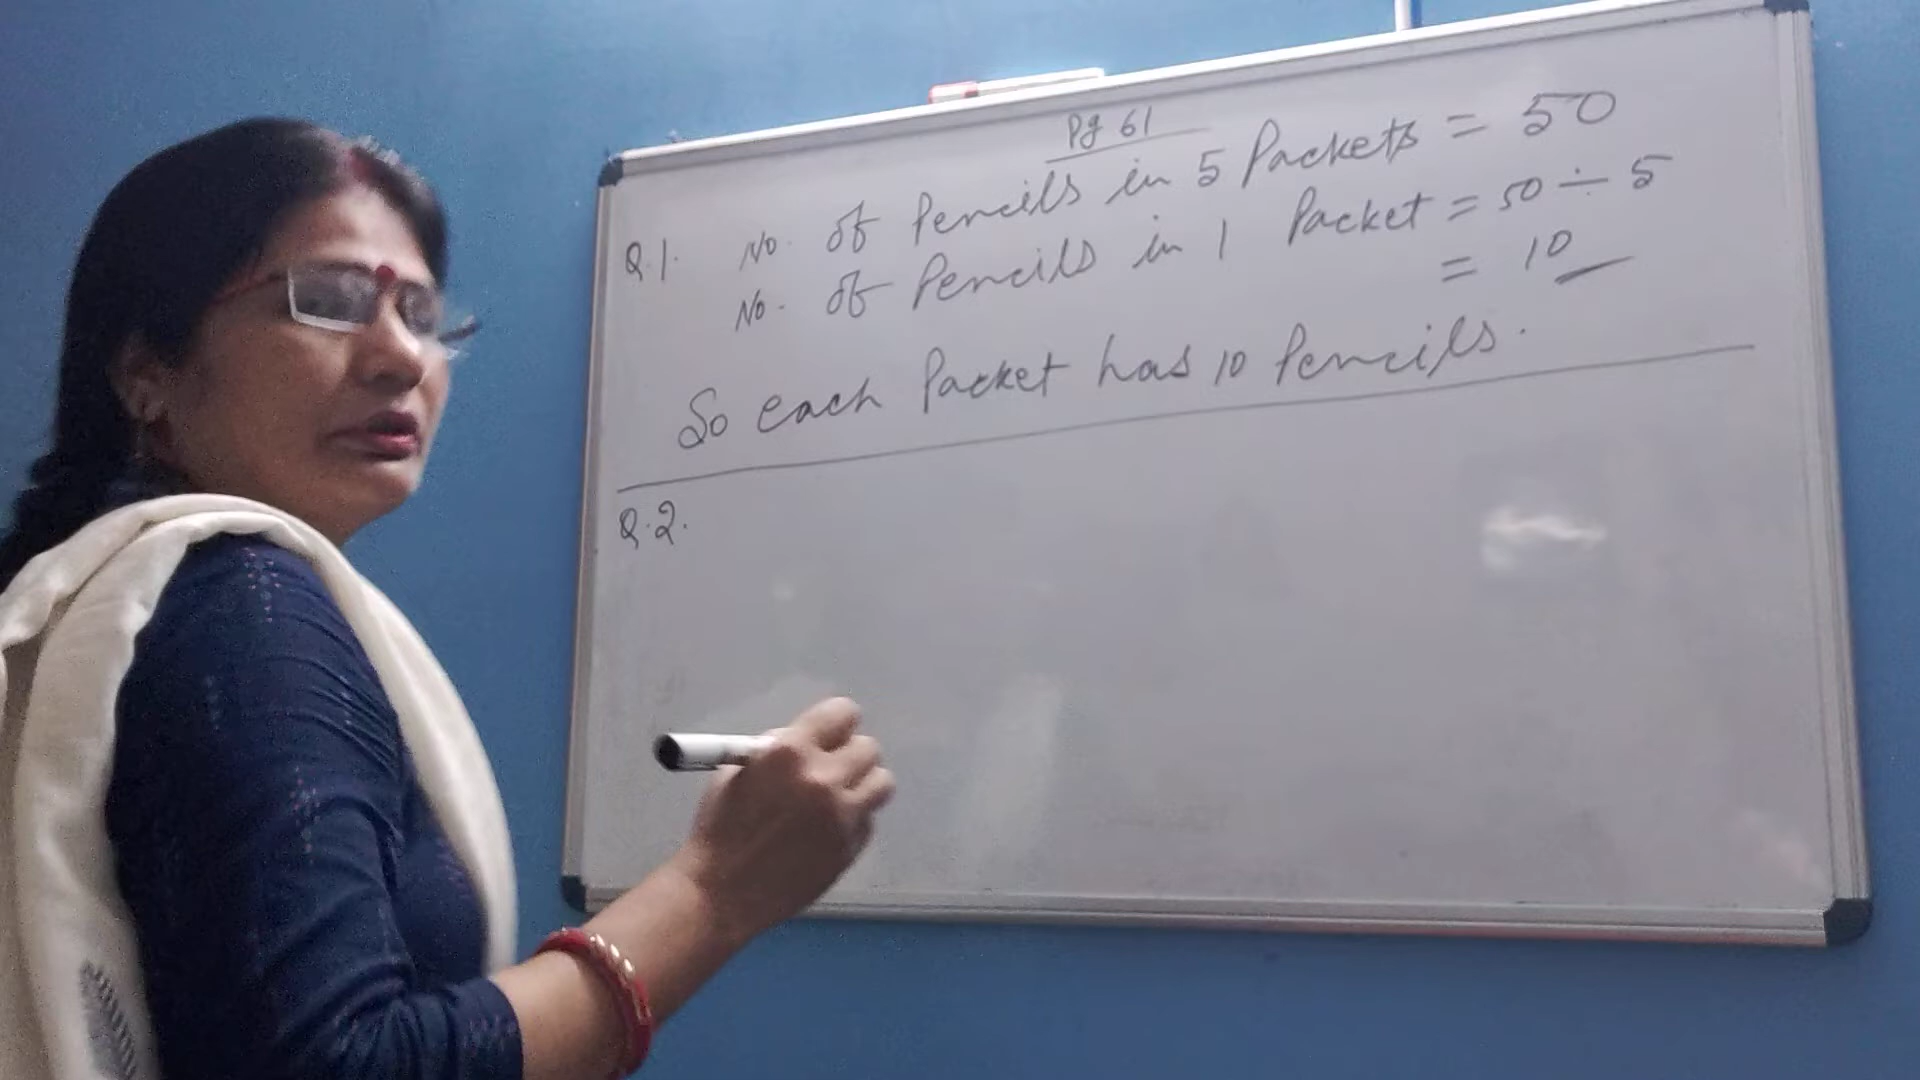 Pg 61
Q.1. No. of Pencils in 5 Packets = 50
No. of Pencils in 1 Packet = 50 ÷ 5
= 10
So each Packet has 10 Pencils.
Q.2.